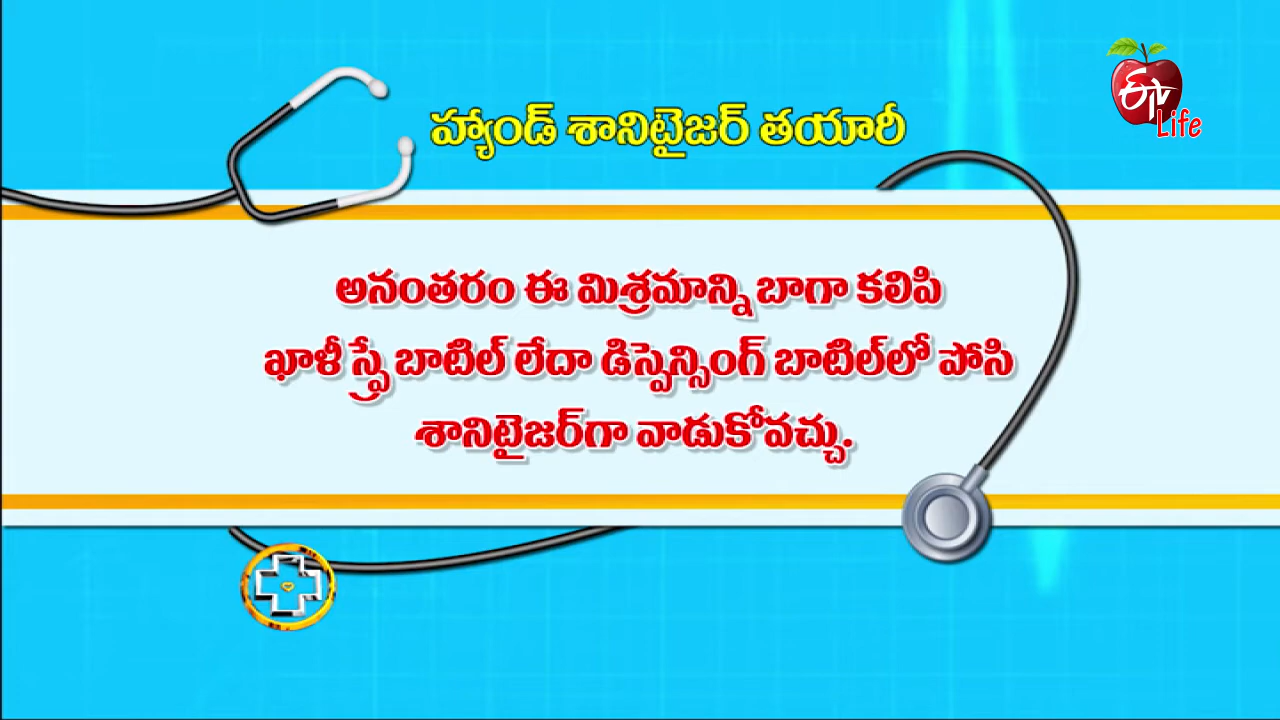 హ్యాండ్ శానిటైజర్ తయారీ
etv
Life
అనంతరం ఈ మిశ్రమాన్ని బాగా కలిపి
ఖాళీ స్ప్రే బాటిల్ లేదా డిస్పెన్సింగ్ బాటిల్‌లో పోసి
శానిటైజర్‌గా వాడుకోవచ్చు.